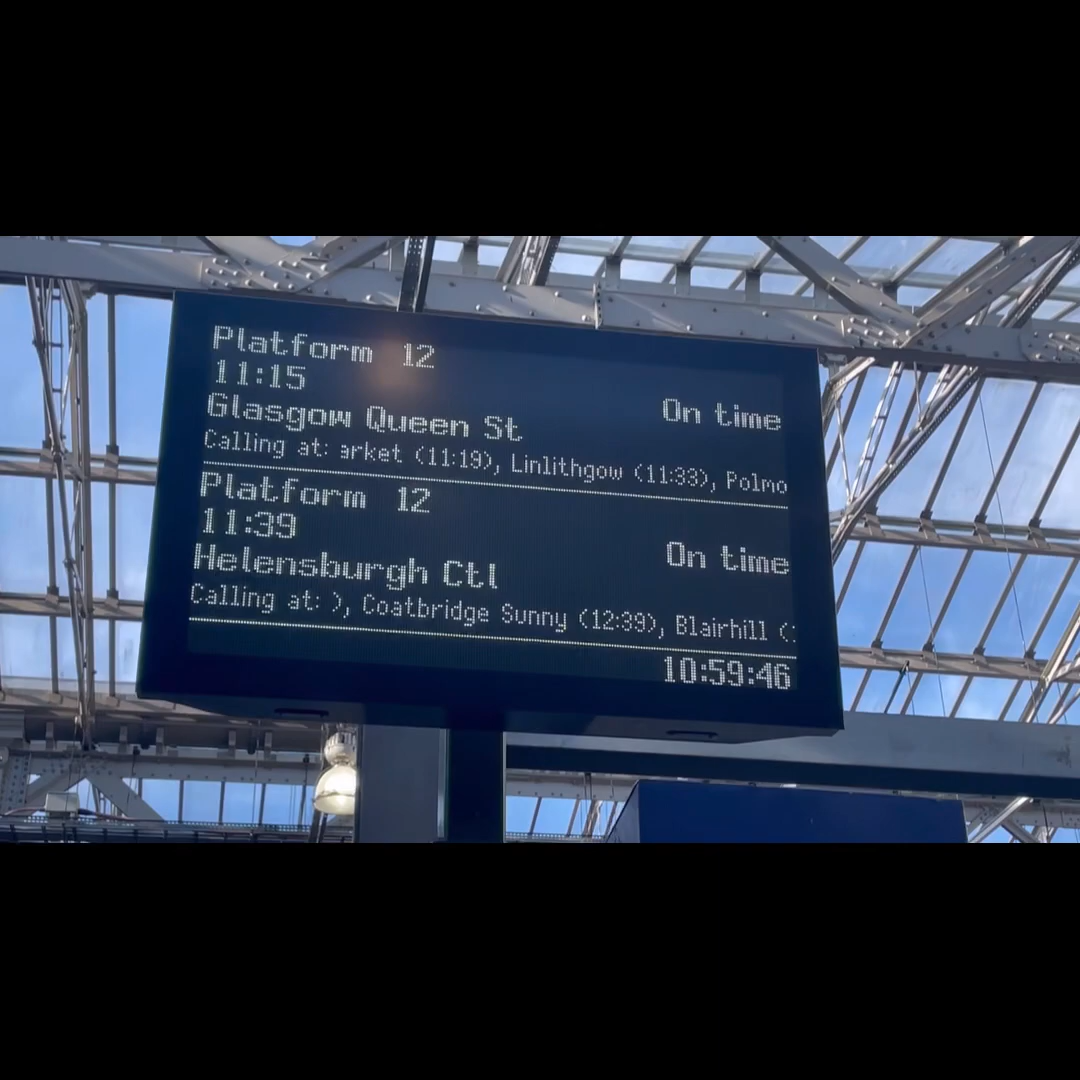 Platform 12
11:15
Glasgow Queen St On time
Calling at: arket (11:19), Linlithgow (11:33), Polmo
Platform 12
11:39
Helensburgh Ctl On time
Calling at: ), Coatbridge Sunny (12:39), Blairhill (:
10:59:46